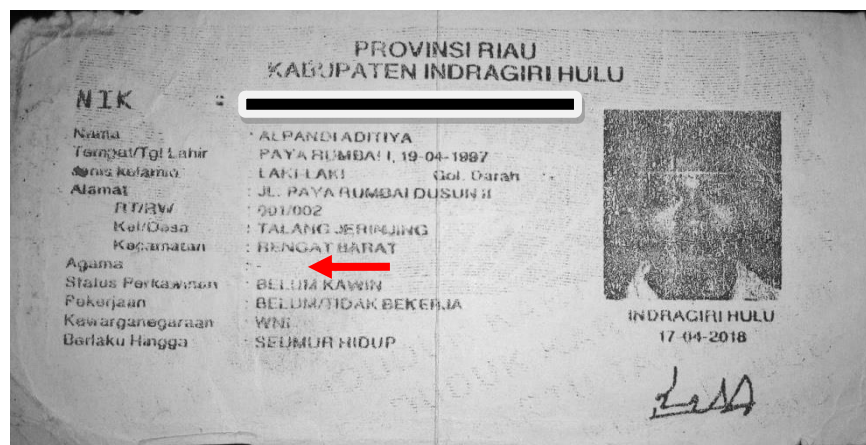 PROVINSI RIAU
KABUPATEN INDRAGIRI HULU
NIK :
Nama : ALPANDI ADITIYA
Tempat/Tgl Lahir : PAYA RUMBAI, 19-04-1997
Jenis Kelamin : LAKI-LAKI Gol. Darah : -
Alamat : JL. PAYA RUMBAI DUSUN II
RT/RW : 001/002
Kel/Desa : TALANG JERINJING
Kecamatan : RENGAT BARAT
Agama : -
Status Perkawinan : BELUM KAWIN
Pekerjaan : BELUM/TIDAK BEKERJA
Kewarganegaraan : WNI
Berlaku Hingga : SEUMUR HIDUP
INDRAGIRI HULU
17-04-2018